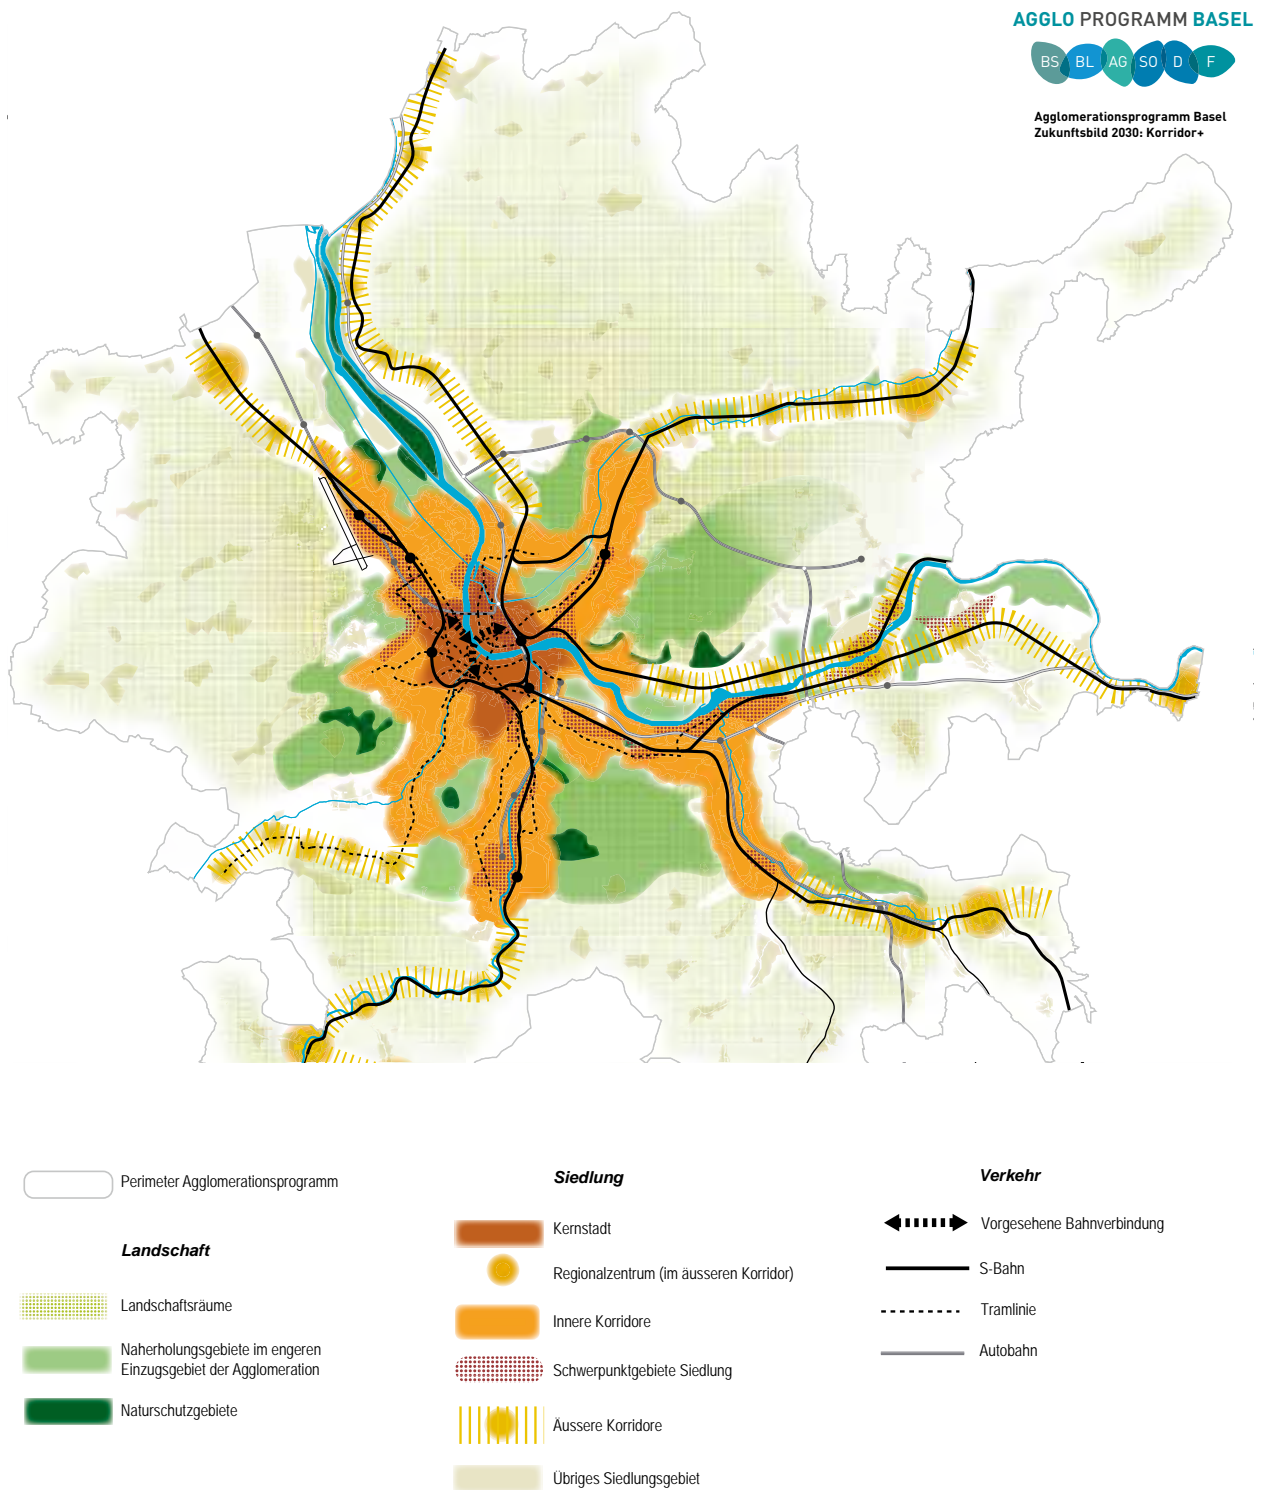 AGGLO PROGRAMM BASEL
BS BL AG SO D F
Agglomerationsprogramm Basel
Zukunftsbild 2030: Korridor+
Perimeter Agglomerationsprogramm
Landschaft
Landschaftsräume
Naherholungsgebiete im engeren
Einzugsgebiet der Agglomeration
Naturschutzgebiete
Siedlung
Kernstadt
Regionalzentrum (im äusseren Korridor)
Innere Korridore
Schwerpunktgebiete Siedlung
Äussere Korridore
Übriges Siedlungsgebiet
Verkehr
Vorgesehene Bahnverbindung
S-Bahn
Tramlinie
Autobahn